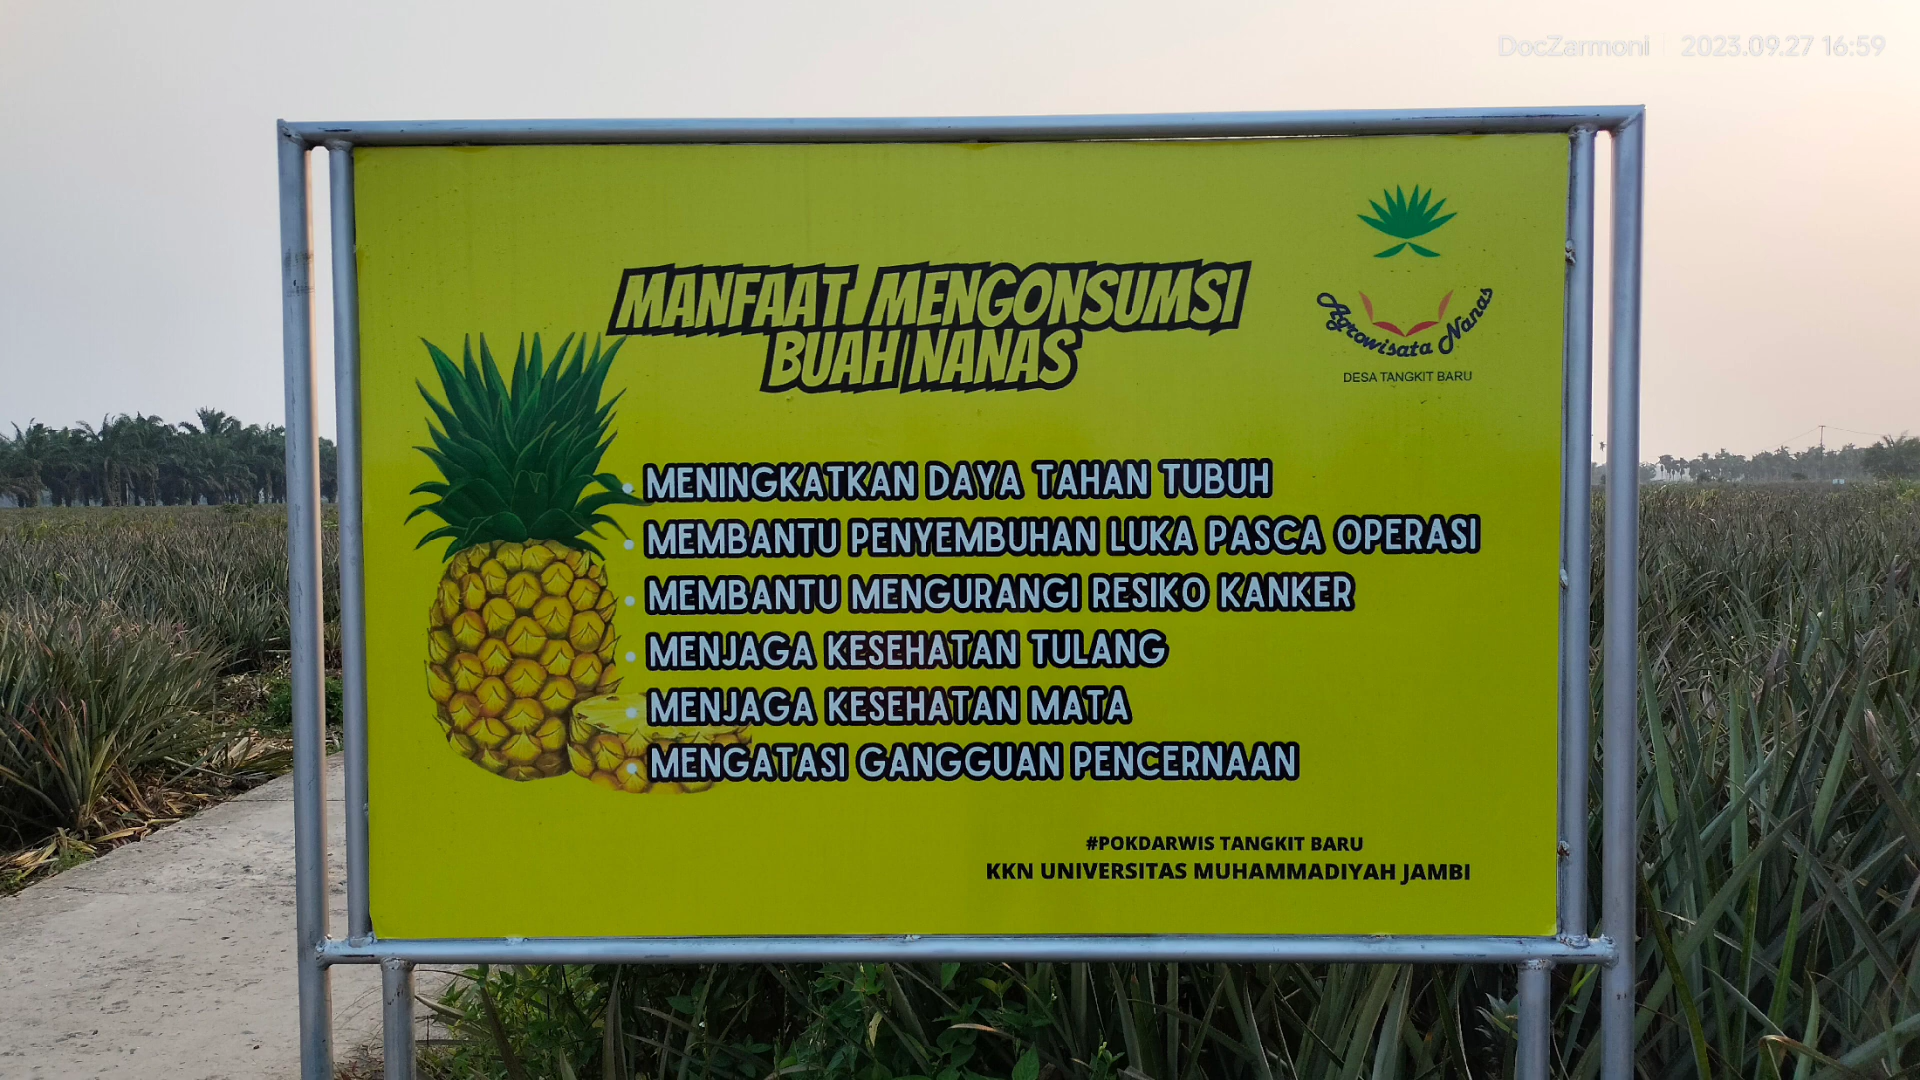 DocZarmoni | 2023.09.27 16:59
MANFAAT MENGONSUMSI
BUAH NANAS
Agrowisata Nanas
DESA TANGKIT BARU
• MENINGKATKAN DAYA TAHAN TUBUH
• MEMBANTU PENYEMBUHAN LUKA PASCA OPERASI
• MEMBANTU MENGURANGI RESIKO KANKER
• MENJAGA KESEHATAN TULANG
• MENJAGA KESEHATAN MATA
• MENGATASI GANGGUAN PENCERNAAN
#POKDARWIS TANGKIT BARU
KKN UNIVERSITAS MUHAMMADIYAH JAMBI